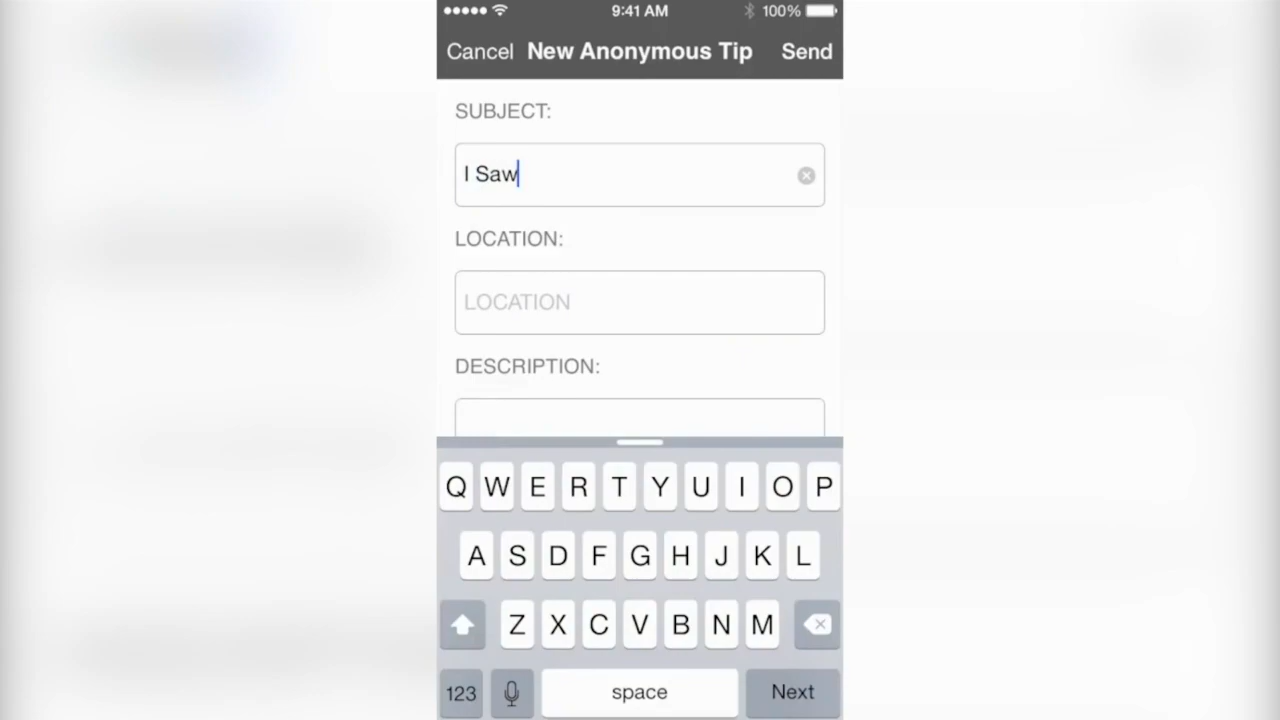 9:41 AM 100%
Cancel New Anonymous Tip Send
SUBJECT:
I Saw
LOCATION:
LOCATION
DESCRIPTION:
Q W E R T Y U I O P
A S D F G H J K L
Z X C V B N M
123 space Next